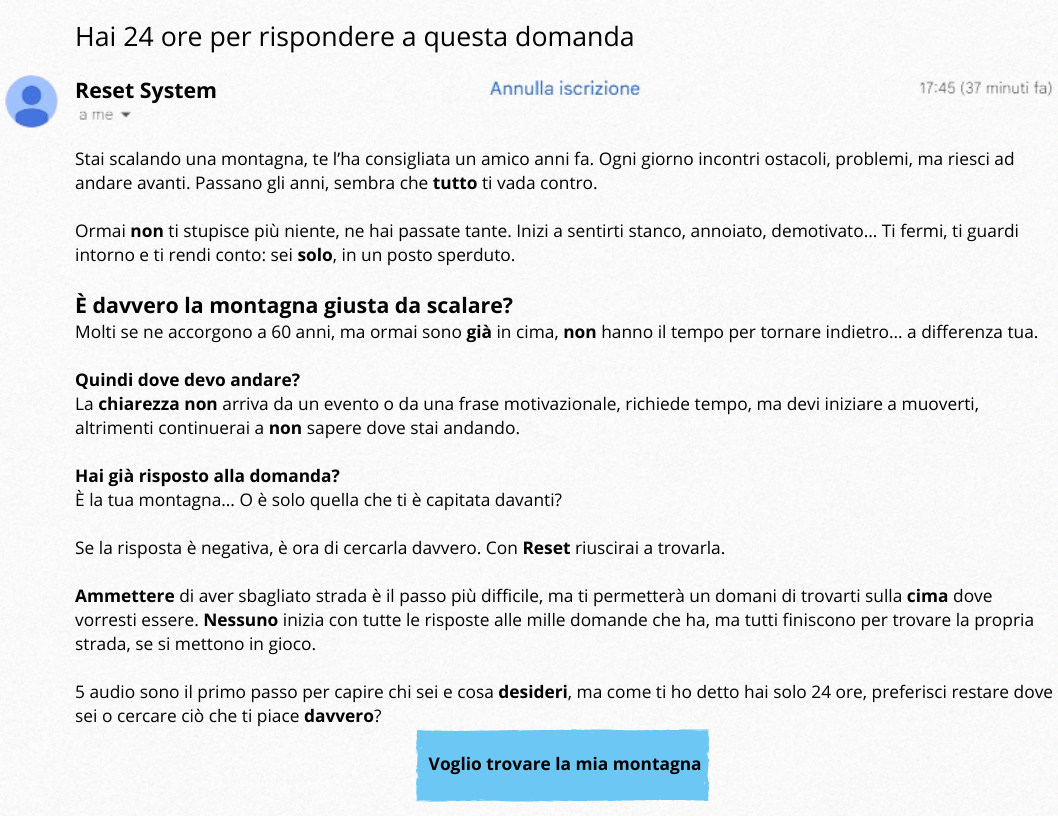 Hai 24 ore per rispondere a questa domanda
Reset System
Annulla iscrizione
17:45 (37 minuti fa)
a me
Stai scalando una montagna, te l’ha consigliata un amico anni fa. Ogni giorno incontri ostacoli, problemi, ma riesci ad
andare avanti. Passano gli anni, sembra che tutto ti vada contro.
Ormai non ti stupisce più niente, ne hai passate tante. Inizi a sentirti stanco, annoiato, demotivato... Ti fermi, ti guardi
intorno e ti rendi conto: sei solo, in un posto sperduto.
È davvero la montagna giusta da scalare?
Molti se ne accorgono a 60 anni, ma ormai sono già in cima, non hanno il tempo per tornare indietro... a differenza tua.
Quindi dove devo andare?
La chiarezza non arriva da un evento o da una frase motivazionale, richiede tempo, ma devi iniziare a muoverti,
altrimenti continuerai a non sapere dove stai andando.
Hai già risposto alla domanda?
È la tua montagna... O è solo quella che ti è capitata davanti?
Se la risposta è negativa, è ora di cercarla davvero. Con Reset riuscirai a trovarla.
Ammettere di aver sbagliato strada è il passo più difficile, ma ti permetterà un domani di trovarti sulla cima dove
vorresti essere. Nessuno inizia con tutte le risposte alle mille domande che ha, ma tutti finiscono per trovare la propria
strada, se si mettono in gioco.
5 audio sono il primo passo per capire chi sei e cosa desideri, ma come ti ho detto hai solo 24 ore, preferisci restare dove
sei o cercare ciò che ti piace davvero?
Voglio trovare la mia montagna